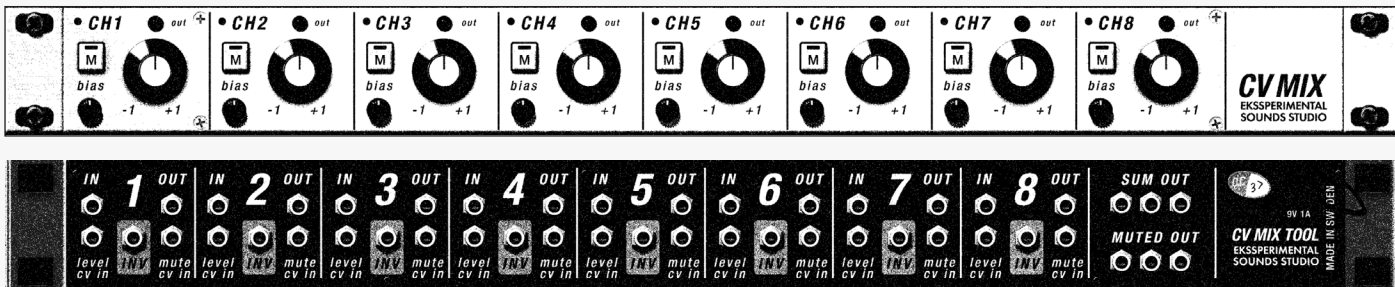 CH1 out CH2 out CH3 out CH4 out CH5 out CH6 out CH7 out CH8 out
M M M M M M M M
bias bias bias bias bias bias bias bias
-1 +1 -1 +1 -1 +1 -1 +1 -1 +1 -1 +1 -1 +1 -1 +1
CV MIX
EKSSPERIMENTAL
SOUNDS STUDIO
IN 1 OUT IN 2 OUT IN 3 OUT IN 4 OUT IN 5 OUT IN 6 OUT IN 7 OUT IN 8 OUT
level INV mute level INV mute level INV mute level INV mute level INV mute level INV mute level INV mute level INV mute
cv in cv in cv in cv in cv in cv in cv in cv in cv in cv in cv in cv in cv in cv in cv in cv in
SUM OUT
MUTED OUT
37
9V 1A
CV MIX TOOL
EKSSPERIMENTAL
SOUNDS STUDIO
MADE IN SW DEN